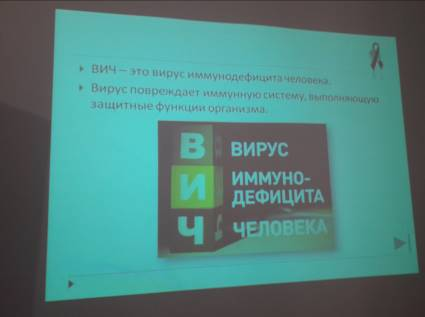 ВИЧ – это вирус иммунодефицита человека.
Вирус повреждает иммунную систему, выполняющую
защитные функции организма.
В ВИРУС
И ИММУНО-
ДЕФИЦИТА
Ч ЧЕЛОВЕКА